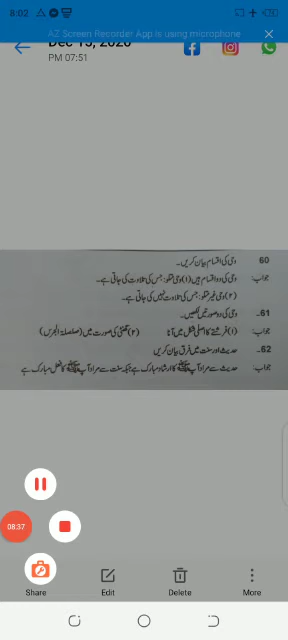 8:02
AZ Screen Recorder App is using microphone
Dec 15, 2020
PM 07:51
60 وحی کی اقسام بیان کریں۔
جواب: وحی کی دو اقسام ہیں (۱) وحی متلو: جس کی تلاوت کی جاتی ہے۔
(۲) وحی غیر متلو: جس کی تلاوت نہیں کی جاتی ہے۔
61۔ وحی کی دو صورتیں لکھیں۔
جواب: (۱) فرشتے کا اصلی شکل میں آنا (۲) گھنٹی کی صورت میں (صلصلۃ الجرس)
62۔ حدیث اور سنت میں فرق بیان کریں
جواب: حدیث سے مراد آپ ﷺ کا ارشاد مبارک ہے جبکہ سنت سے مراد آپ ﷺ کا فعل مبارک ہے
08:37
Share Edit Delete More